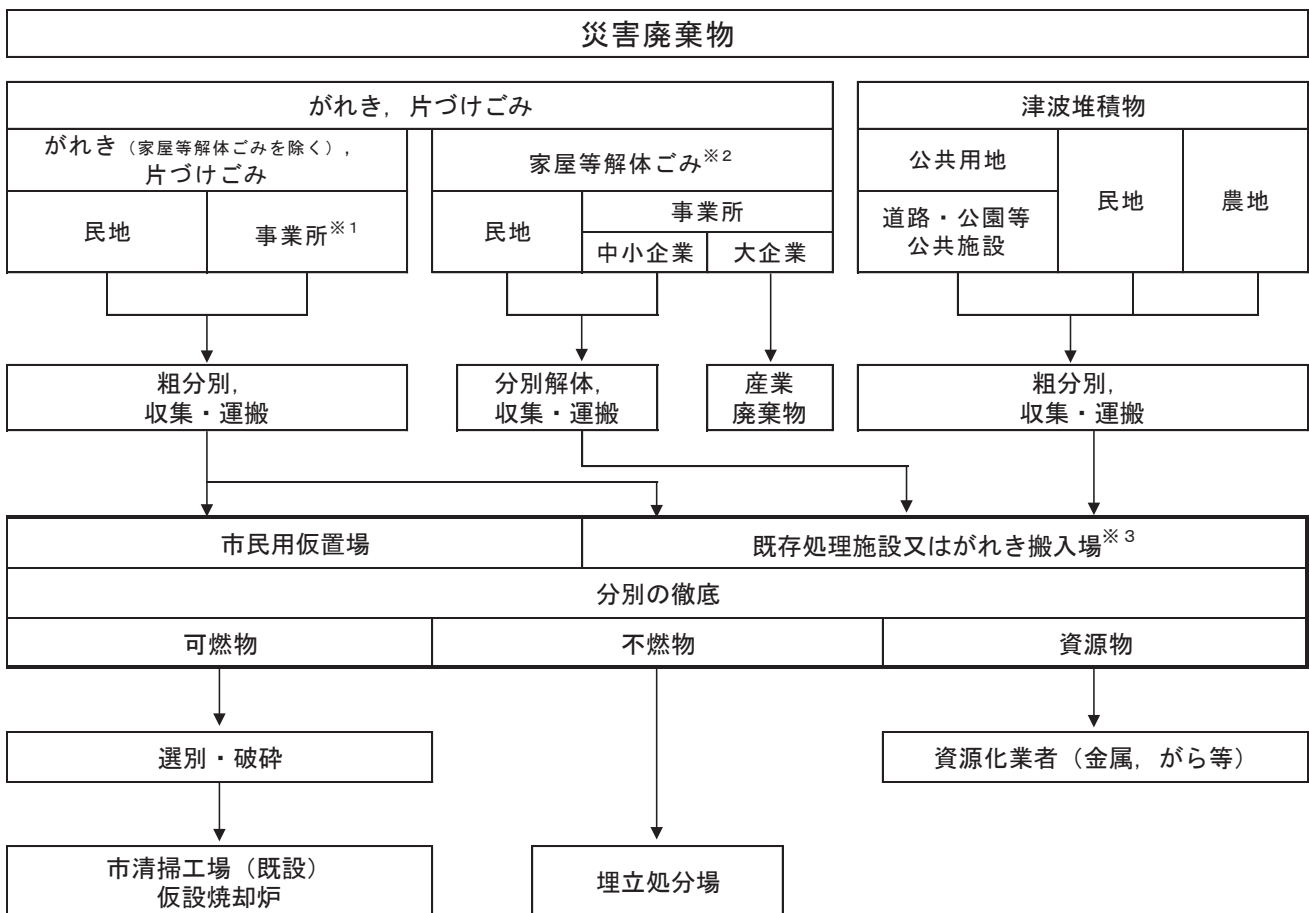 災害廃棄物
がれき，片づけごみ
津波堆積物
がれき（家屋等解体ごみを除く），
片づけごみ
家屋等解体ごみ※2
公共用地
民地
農地
民地
事業所※1
民地
事業所
中小企業
大企業
道路・公園等
公共施設
粗分別，
収集・運搬
分別解体，
収集・運搬
産業
廃棄物
粗分別，
収集・運搬
市民用仮置場
既存処理施設又はがれき搬入場※3
分別の徹底
可燃物
不燃物
資源物
選別・破砕
資源化業者（金属，がら等）
市清掃工場（既設）
仮設焼却炉
埋立処分場